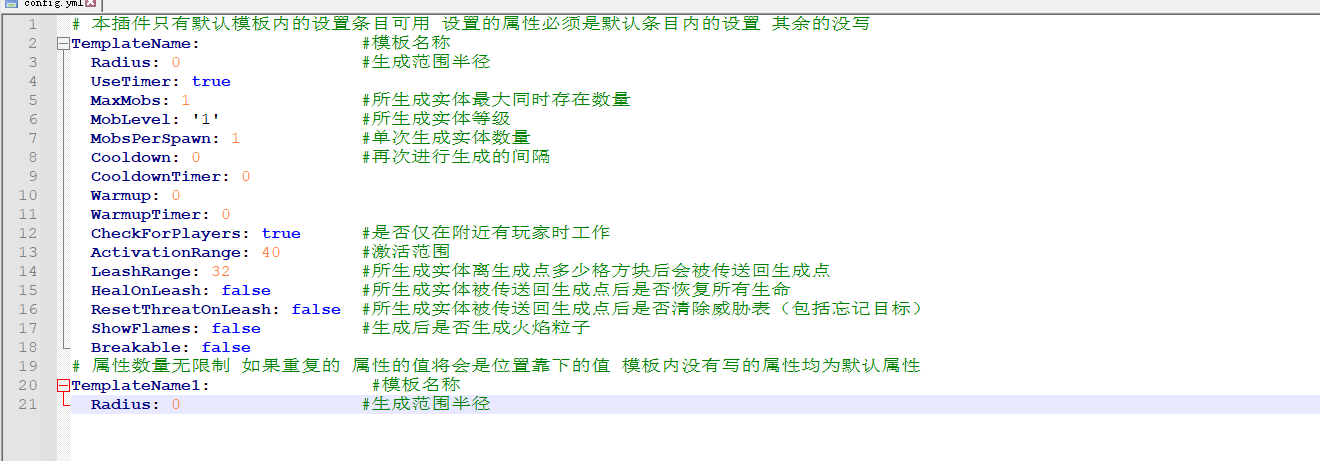 config.yml
1 # 本插件只有默认模板内的设置条目可用 设置的属性必须是默认条目内的设置 其余的没写
2 TemplateName: #模板名称
3 Radius: 0 #生成范围半径
4 UseTimer: true
5 MaxMobs: 1 #所生成实体最大同时存在数量
6 MobLevel: '1' #所生成实体等级
7 MobsPerSpawn: 1 #单次生成实体数量
8 Cooldown: 0 #再次进行生成的间隔
9 CooldownTimer: 0
10 Warmup: 0
11 WarmupTimer: 0
12 CheckForPlayers: true #是否仅在附近有玩家时工作
13 ActivationRange: 40 #激活范围
14 LeashRange: 32 #所生成实体离生成点多少格方块后会被传送回生成点
15 HealOnLeash: false #所生成实体被传送回生成点后是否恢复所有生命
16 ResetThreatOnLeash: false #所生成实体被传送回生成点后是否清除威胁表（包括忘记目标）
17 ShowFlames: false #生成后是否生成火焰粒子
18 Breakable: false
19 # 属性数量无限制 如果重复的 属性的值将会是位置靠下的值 模板内没有写的属性均为默认属性
20 TemplateName1: #模板名称
21 Radius: 0 #生成范围半径